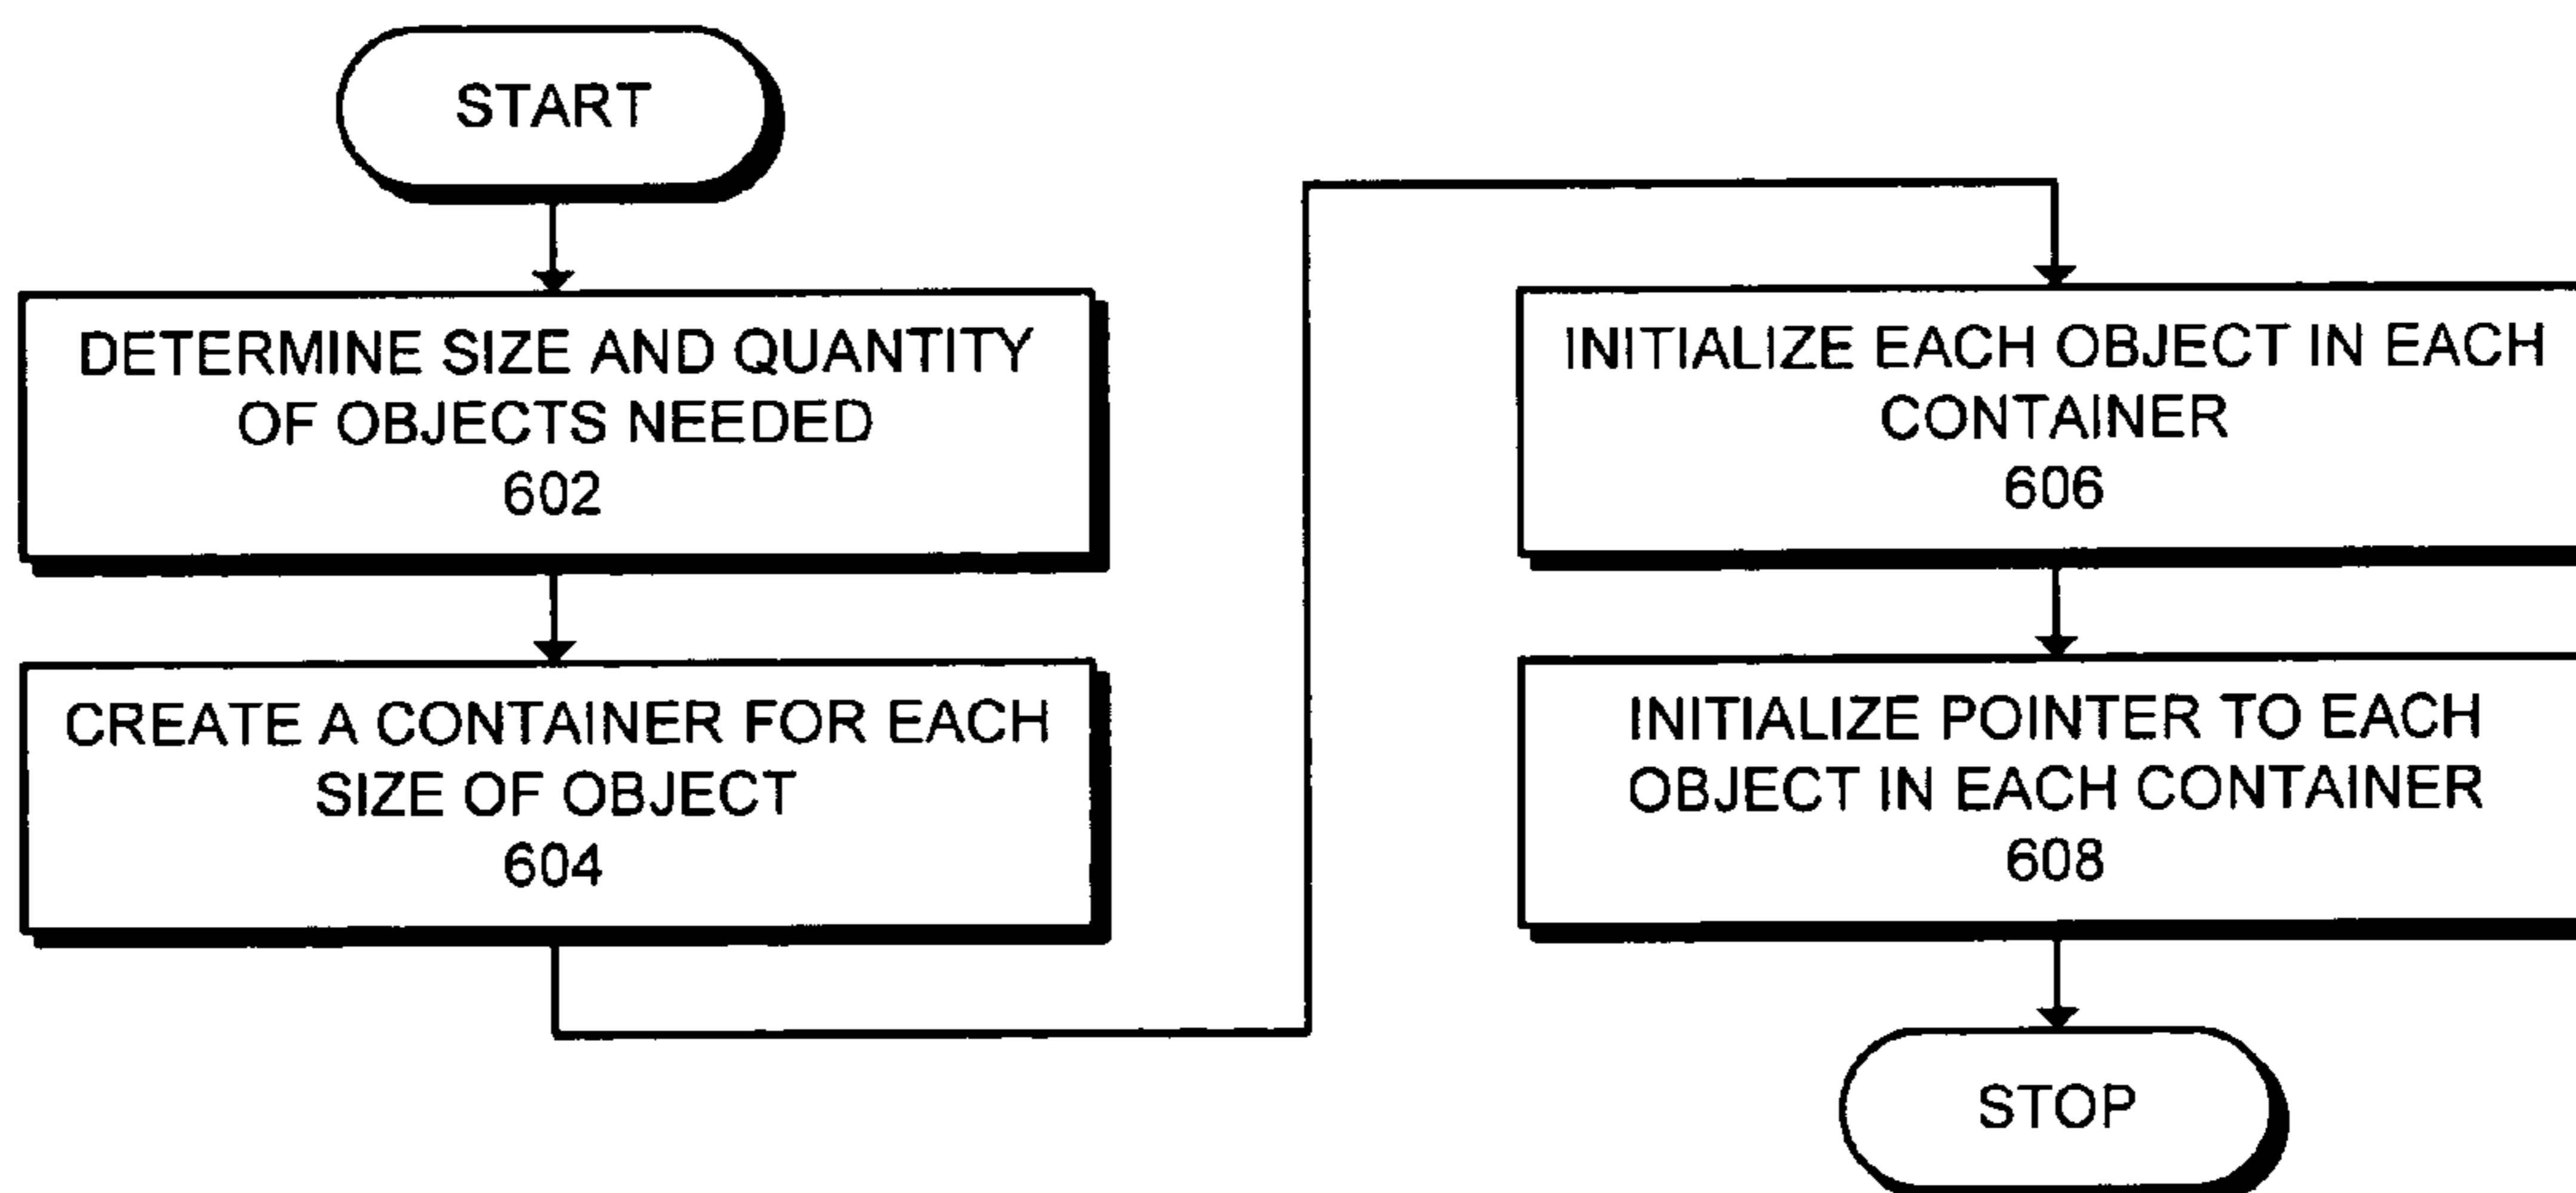 START
DETERMINE SIZE AND QUANTITY
OF OBJECTS NEEDED
602
CREATE A CONTAINER FOR EACH
SIZE OF OBJECT
604
INITIALIZE EACH OBJECT IN EACH
CONTAINER
606
INITIALIZE POINTER TO EACH
OBJECT IN EACH CONTAINER
608
STOP